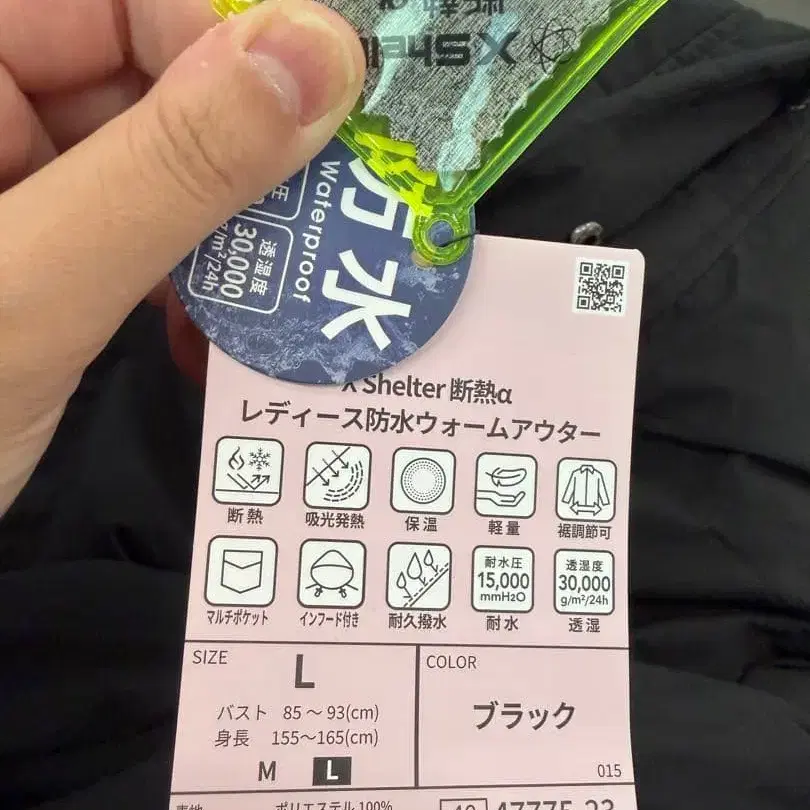 X Shelter
防水
Waterproof
透湿度
30,000
g/m²/24h
X Shelter 断熱α
レディース防水ウォームアウター
断熱
吸光発熱
保温
軽量
裾調節可
マルチポケット
インフード付き
耐久撥水
耐水圧
15,000
mmH2O
耐水
透湿度
30,000
g/m²/24h
透湿
SIZE
L
バスト 85〜93(cm)
身長 155〜165(cm)
M L
COLOR
ブラック
015
ポリエステル 100%